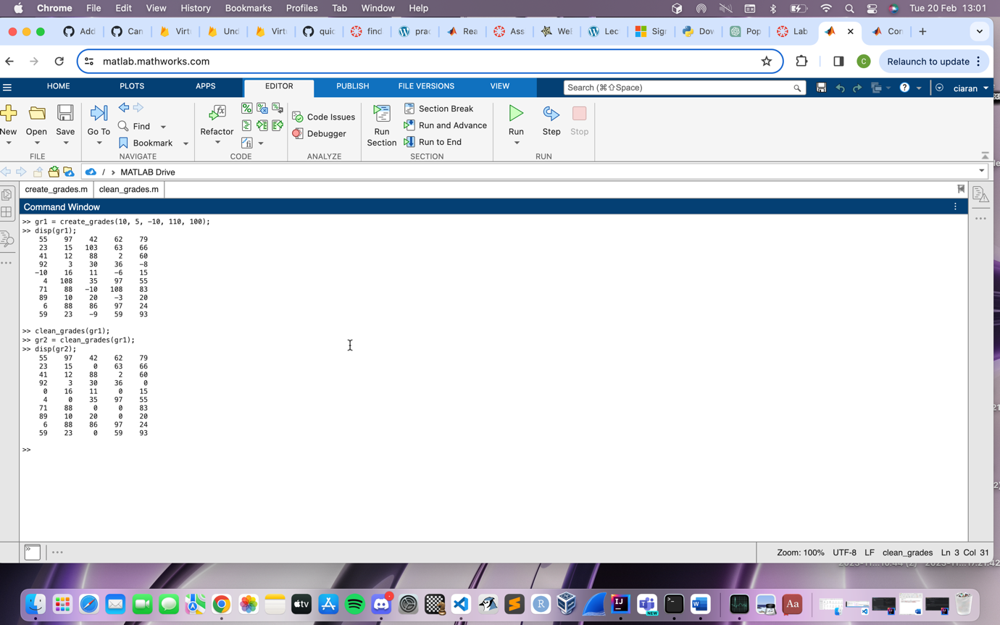 Chrome File Edit View History Bookmarks Profiles Tab Window Help Tue 20 Feb 13:01
Add Can Virt Und Virt quic find prac Rea Ass Wel Lec Sigr Dow Pop Lab Cor
matlab.mathworks.com Relaunch to update
C
HOME PLOTS APPS EDITOR PUBLISH FILE VERSIONS VIEW Search (⌘⇧Space) ciaran
New Open Save Go To Find Bookmark Refactor Code Issues Debugger Run Section Section Break Run and Advance Run to End Run Step Stop
FILE NAVIGATE CODE ANALYZE SECTION RUN
/ > MATLAB Drive
create_grades.m clean_grades.m
Command Window
>> gr1 = create_grades(10, 5, -10, 110, 100);
>> disp(gr1);
55 97 42 62 79
23 15 103 63 66
41 12 88 2 60
92 3 30 36 -8
-10 16 11 -6 15
4 108 35 97 55
71 88 -10 108 83
89 10 20 -3 20
6 88 86 97 24
59 23 -9 59 93
>> clean_grades(gr1);
>> gr2 = clean_grades(gr1);
>> disp(gr2);
55 97 42 62 79
23 15 0 63 66
41 12 88 2 60
92 3 30 36 0
0 16 11 0 15
4 0 35 97 55
71 88 0 0 83
89 10 20 0 20
6 88 86 97 24
59 23 0 59 93
>>
Zoom: 100% UTF-8 LF clean_grades Ln 3 Col 31
tv R IJ NEW W Aa